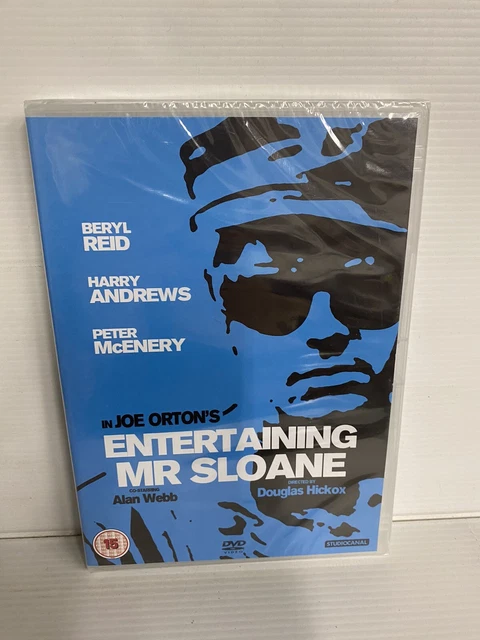 BERYL
REID
HARRY
ANDREWS
PETER
McENERY
IN JOE ORTON'S
ENTERTAINING
MR SLOANE
CO-STARRING
Alan Webb
DIRECTED BY
Douglas Hickox
15
DVD
VIDEO
STUDIOCANAL